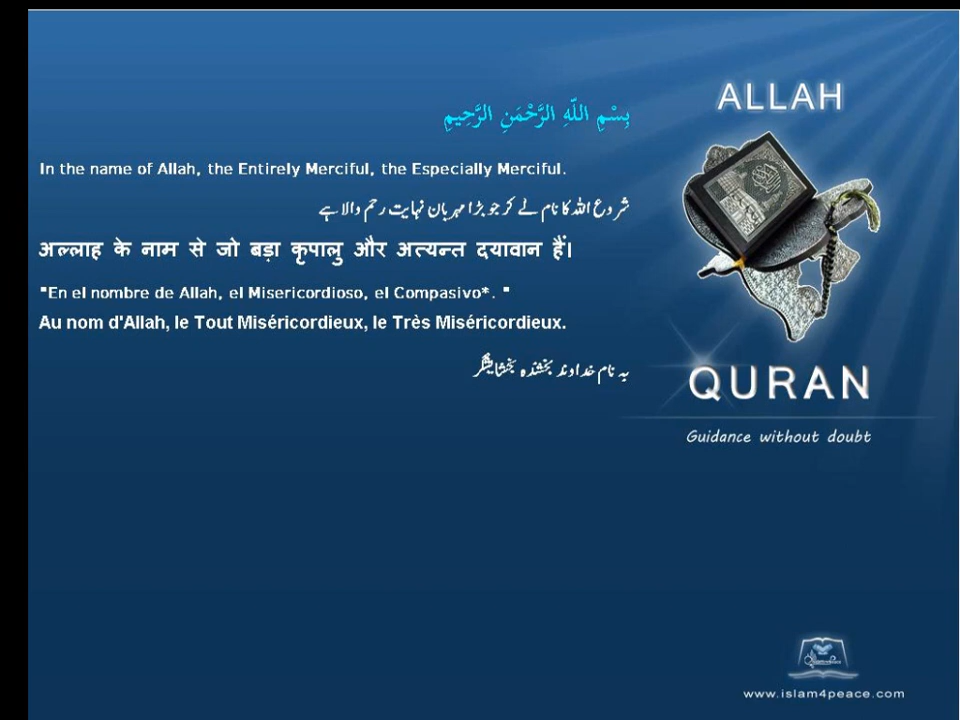 بِسْمِ اللّهِ الرَّحْمَنِ الرَّحِيمِ
In the name of Allah, the Entirely Merciful, the Especially Merciful.
شروع اللہ کا نام لے کر جو بڑا مہربان نہایت رحم والا ہے
अल्लाह के नाम से जो बड़ा कृपालु और अत्यन्त दयावान हैं।
"En el nombre de Allah, el Misericordioso, el Compasivo*. "
Au nom d'Allah, le Tout Miséricordieux, le Très Miséricordieux.
به نام خداوند بخشنده بخشایشگر
ALLAH
QURAN
Guidance without doubt
www.islam4peace.com